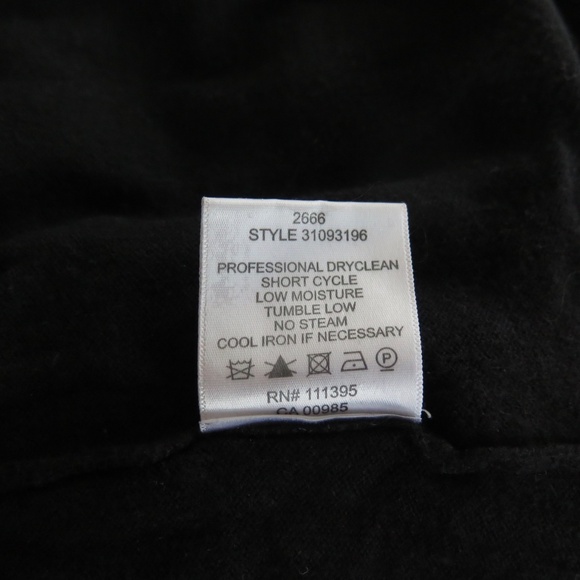 2666
STYLE 31093196
PROFESSIONAL DRYCLEAN
SHORT CYCLE
LOW MOISTURE
TUMBLE LOW
NO STEAM
COOL IRON IF NECESSARY
P
RN# 111395
CA 00985